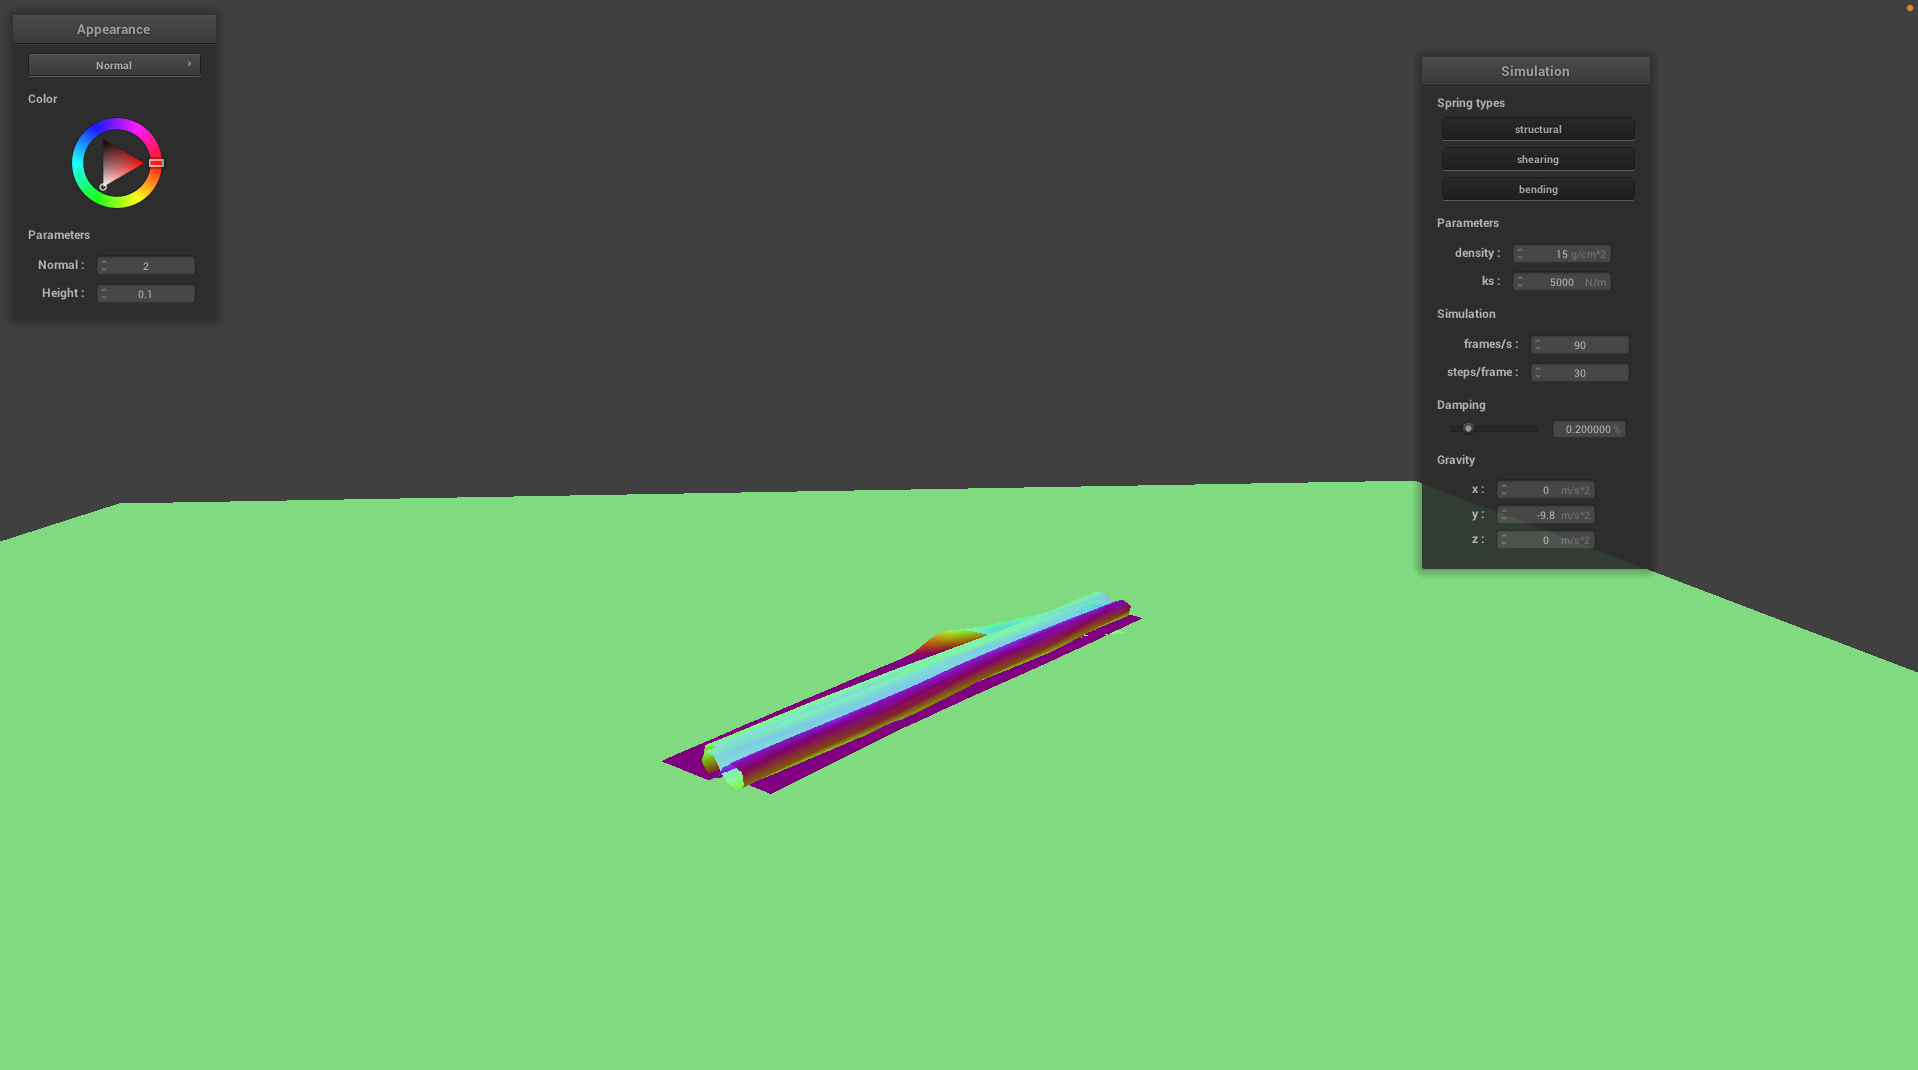 Appearance
Normal
Color
Parameters
Normal : 2
Height : 0.1
Simulation
Spring types
structural
shearing
bending
Parameters
density : 15 g/cm^2
ks : 5000 N/m
Simulation
frames/s : 90
steps/frame : 30
Damping
0.200000 %
Gravity
x : 0 m/s^2
y : -9.8 m/s^2
z : 0 m/s^2